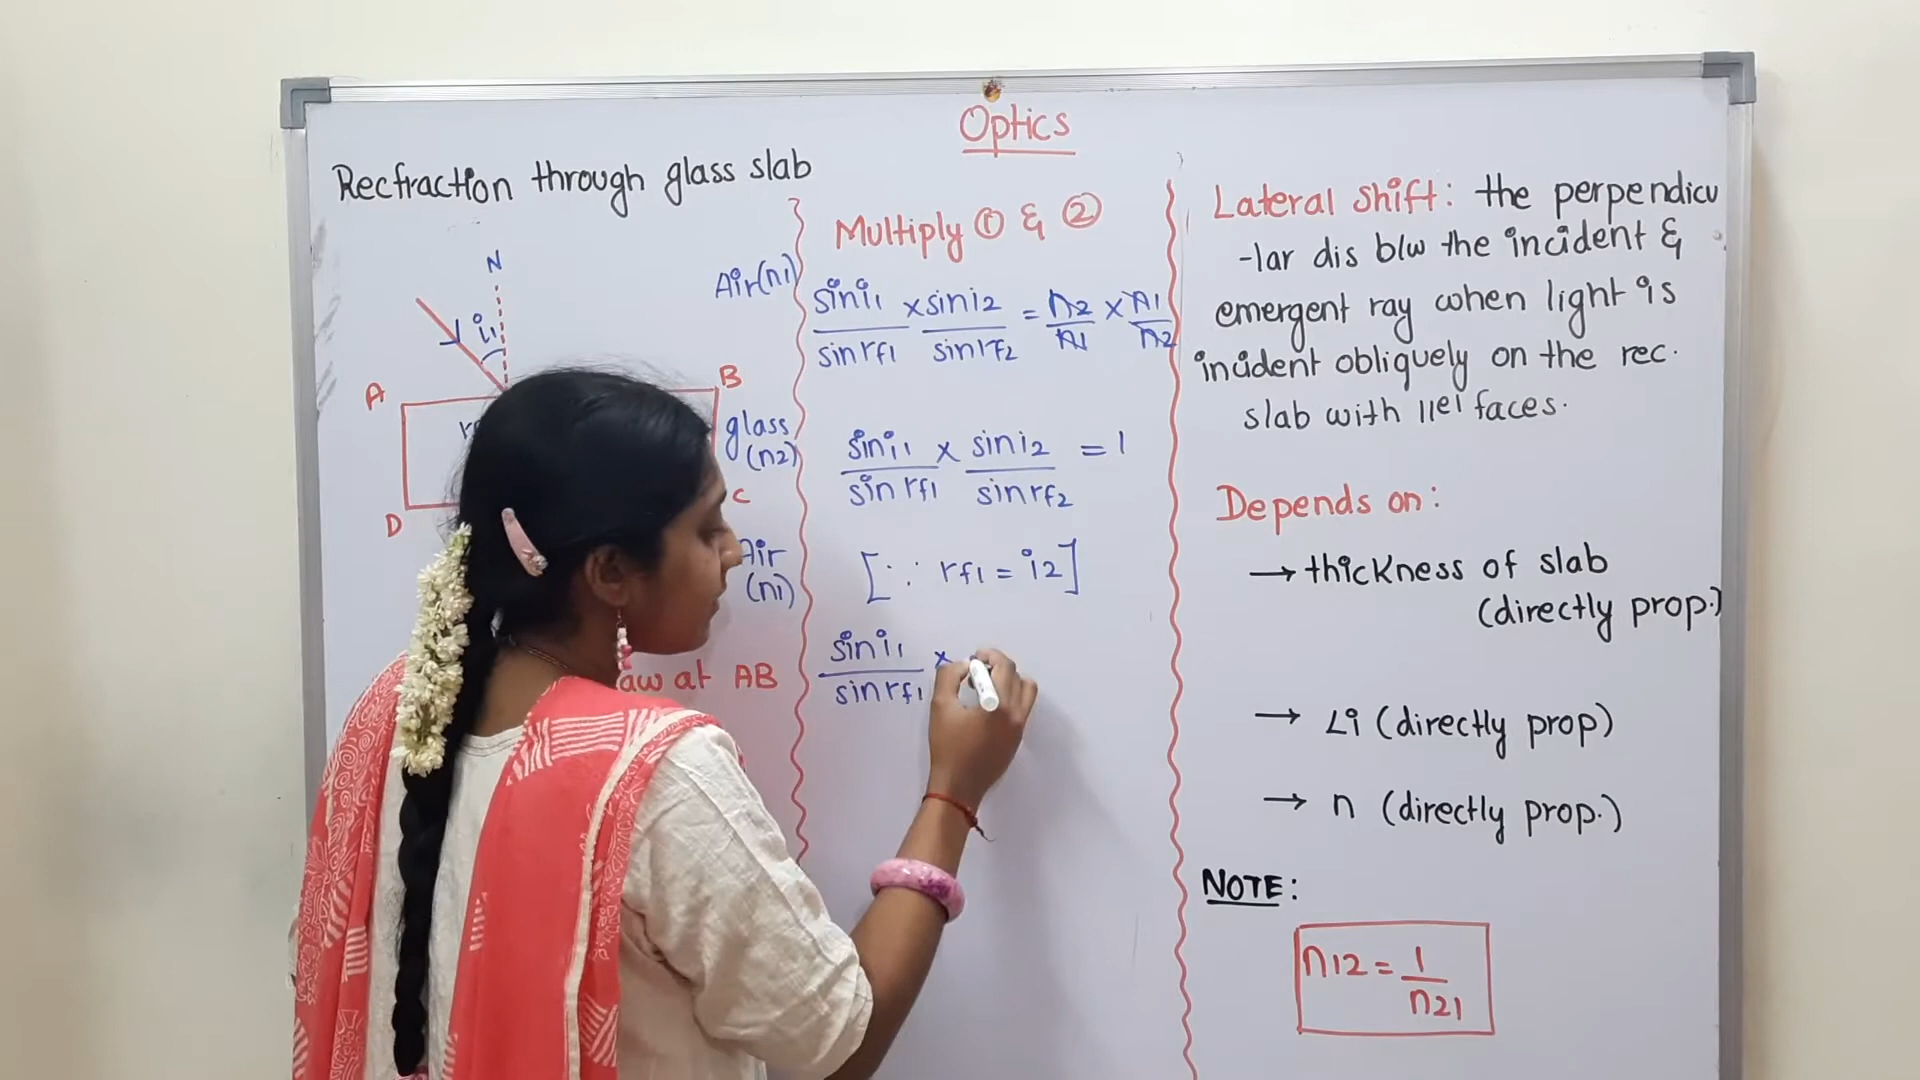 Optics
Recfraction through glass slab
N
i1
Air(n1)
A
B
glass
(n2)
D
C
Air
(n1)
law at AB
Multiply ① & ②
sini1 / sinrf1 × sini2 / sinrf2 = n2 / n1 × n1 / n2
sini1 / sinrf1 × sini2 / sinrf2 = 1
[∵ rf1 = i2]
sini1 / sinrf1 ×
Lateral shift: the perpendicu
-lar dis b/w the incident &
emergent ray when light is
incident obliquely on the rec.
slab with llel faces.
Depends on:
→ thickness of slab
(directly prop.)
→ ∠i (directly prop)
→ n (directly prop.)
NOTE:
n12 = 1 / n21